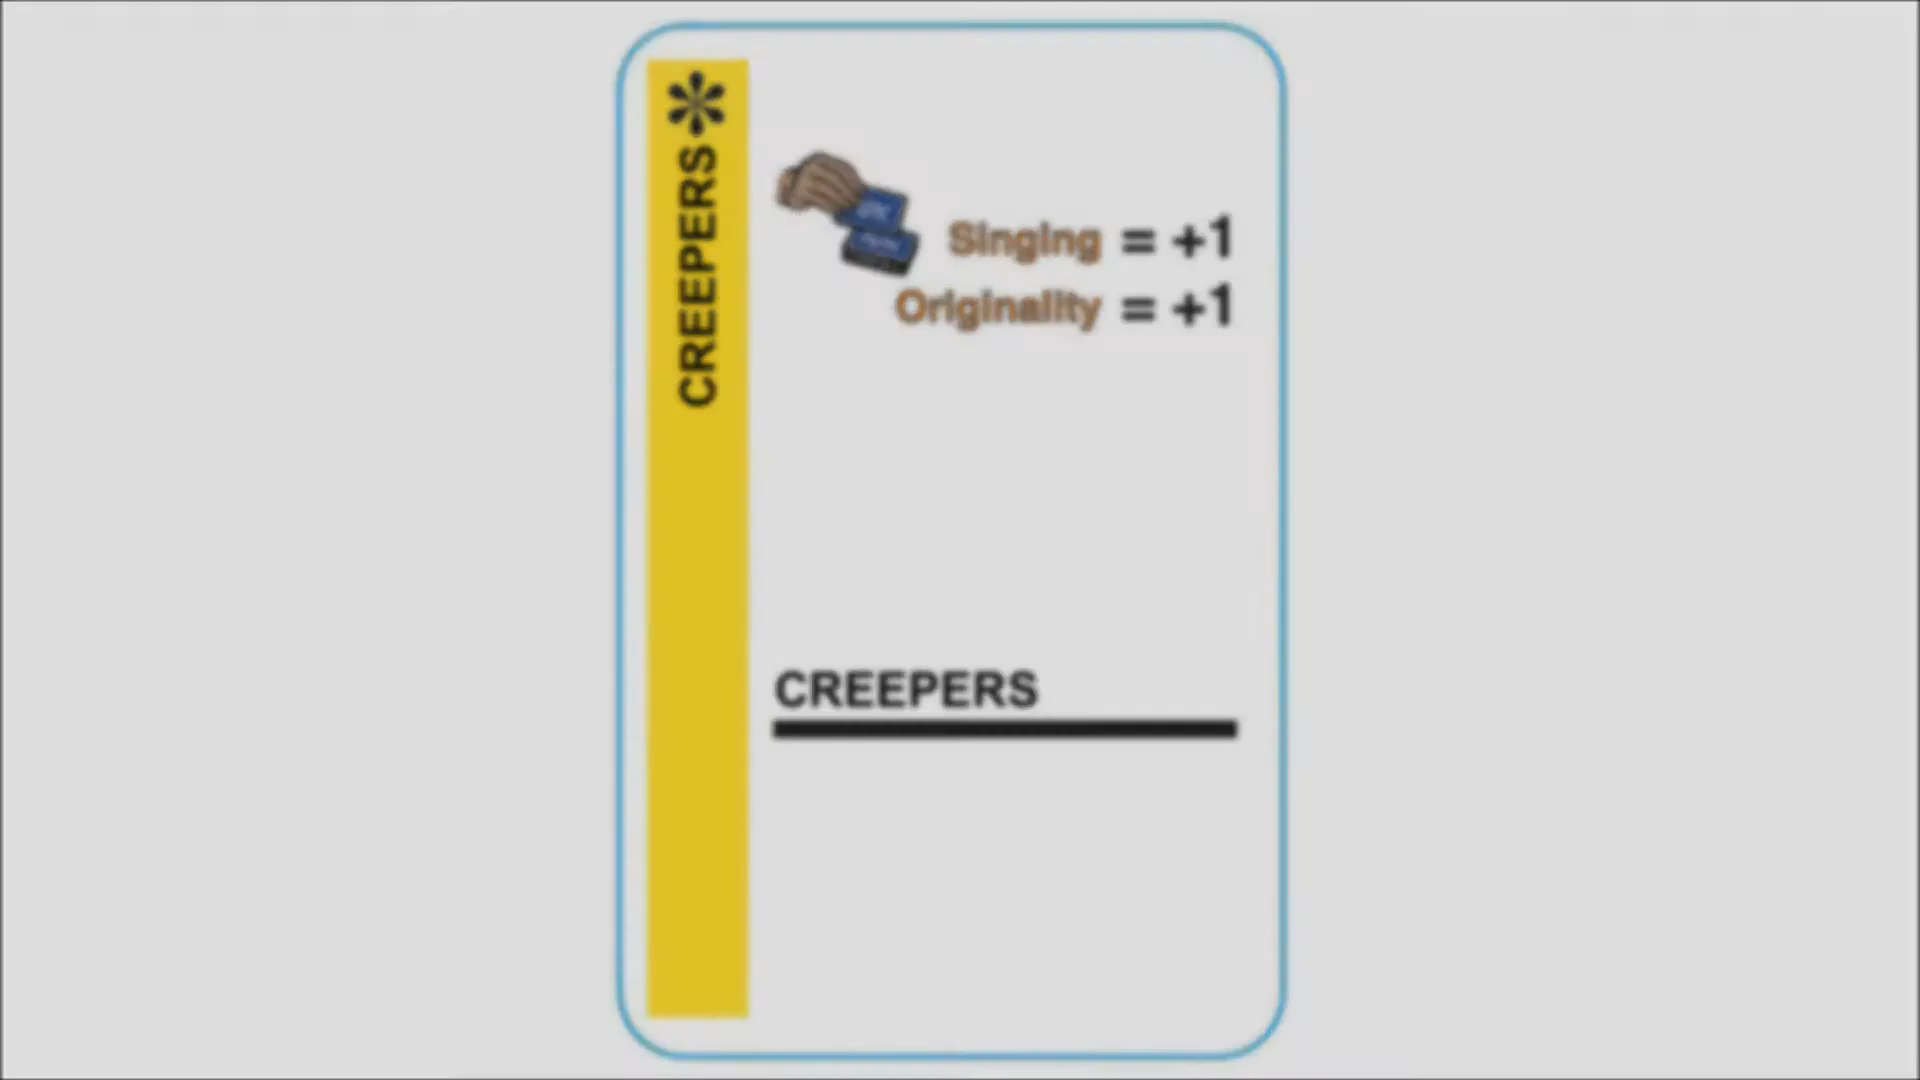 CREEPERS
Singing = +1
Originality = +1
CREEPERS